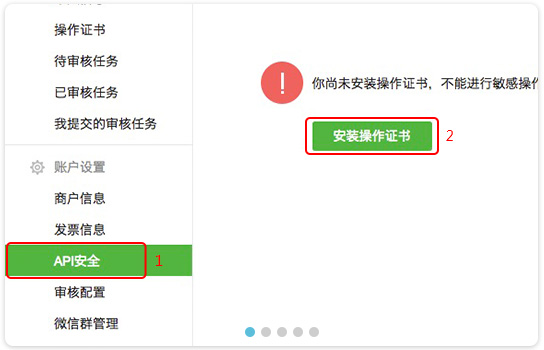 操作证书
待审核任务
已审核任务
我提交的审核任务
账户设置
商户信息
发票信息
API安全
1
审核配置
微信群管理
!
你尚未安装操作证书，不能进行敏感操作
安装操作证书
2